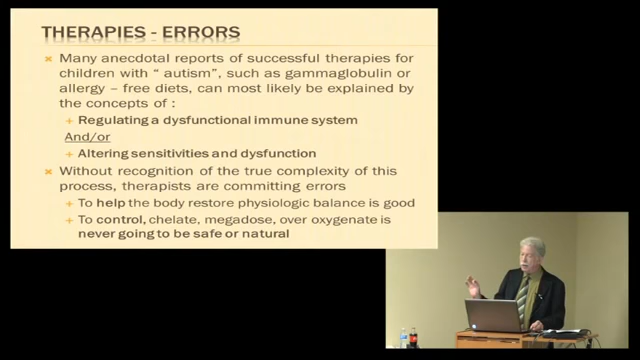 THERAPIES - ERRORS
Many anecdotal reports of successful therapies for
children with " autism", such as gammaglobulin or
allergy – free diets, can most likely be explained by
the concepts of :
Regulating a dysfunctional immune system
And/or
Altering sensitivities and dysfunction
Without recognition of the true complexity of this
process, therapists are committing errors
To help the body restore physiologic balance is good
To control, chelate, megadose, over oxygenate is
never going to be safe or natural